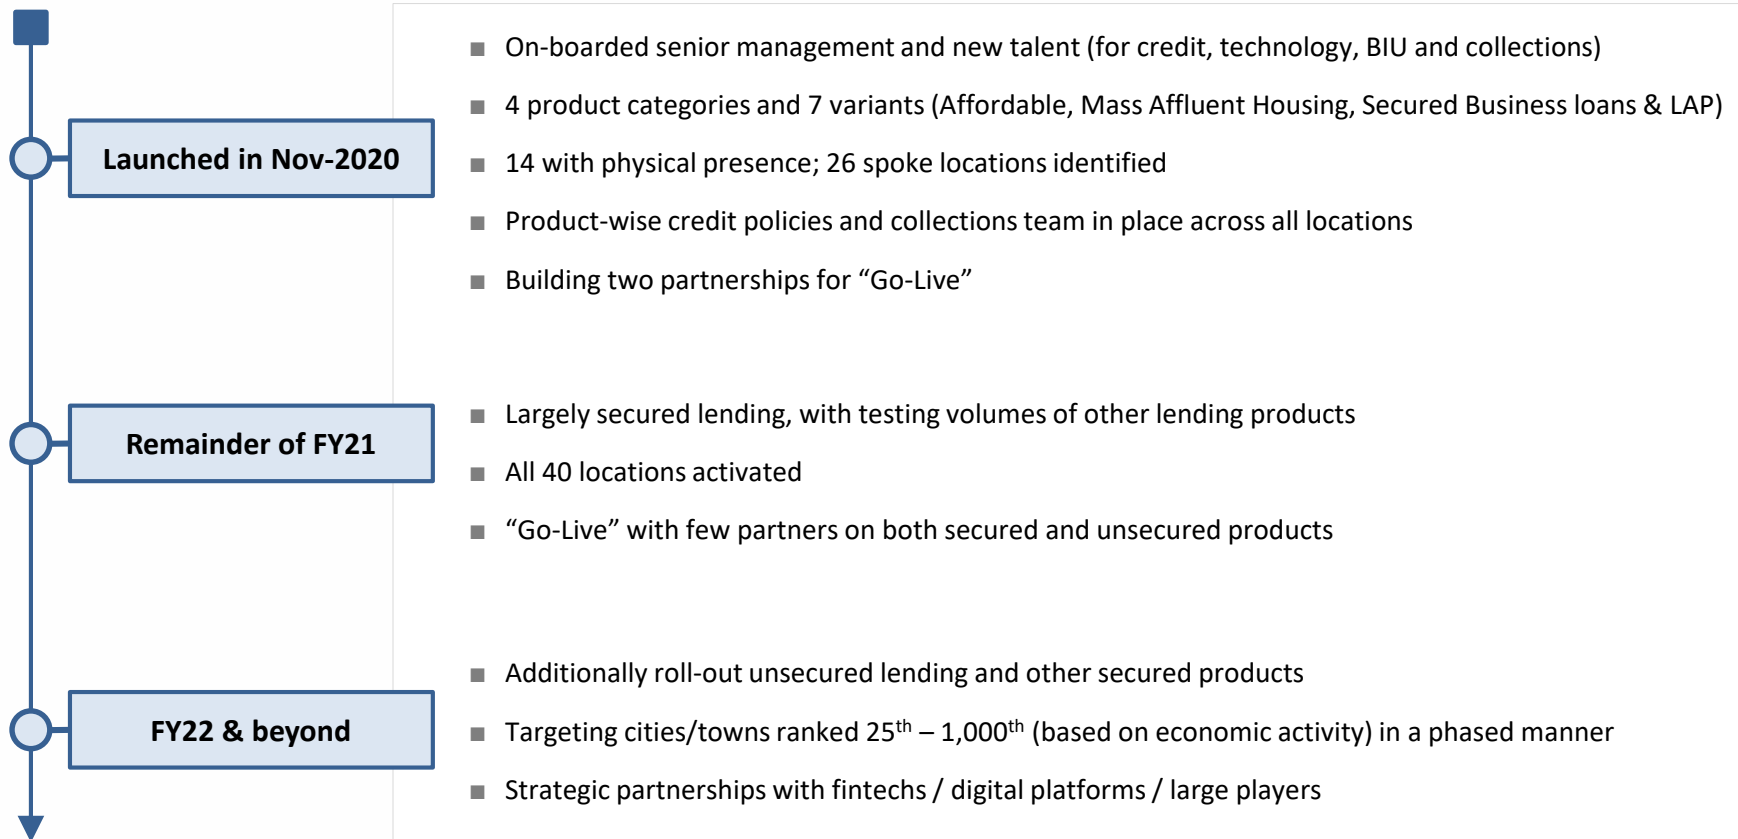 Launched in Nov-2020
■ On-boarded senior management and new talent (for credit, technology, BIU and collections)
■ 4 product categories and 7 variants (Affordable, Mass Affluent Housing, Secured Business loans & LAP)
■ 14 with physical presence; 26 spoke locations identified
■ Product-wise credit policies and collections team in place across all locations
■ Building two partnerships for “Go-Live”
Remainder of FY21
■ Largely secured lending, with testing volumes of other lending products
■ All 40 locations activated
■ “Go-Live” with few partners on both secured and unsecured products
FY22 & beyond
■ Additionally roll-out unsecured lending and other secured products
■ Targeting cities/towns ranked 25th – 1,000th (based on economic activity) in a phased manner
■ Strategic partnerships with fintechs / digital platforms / large players